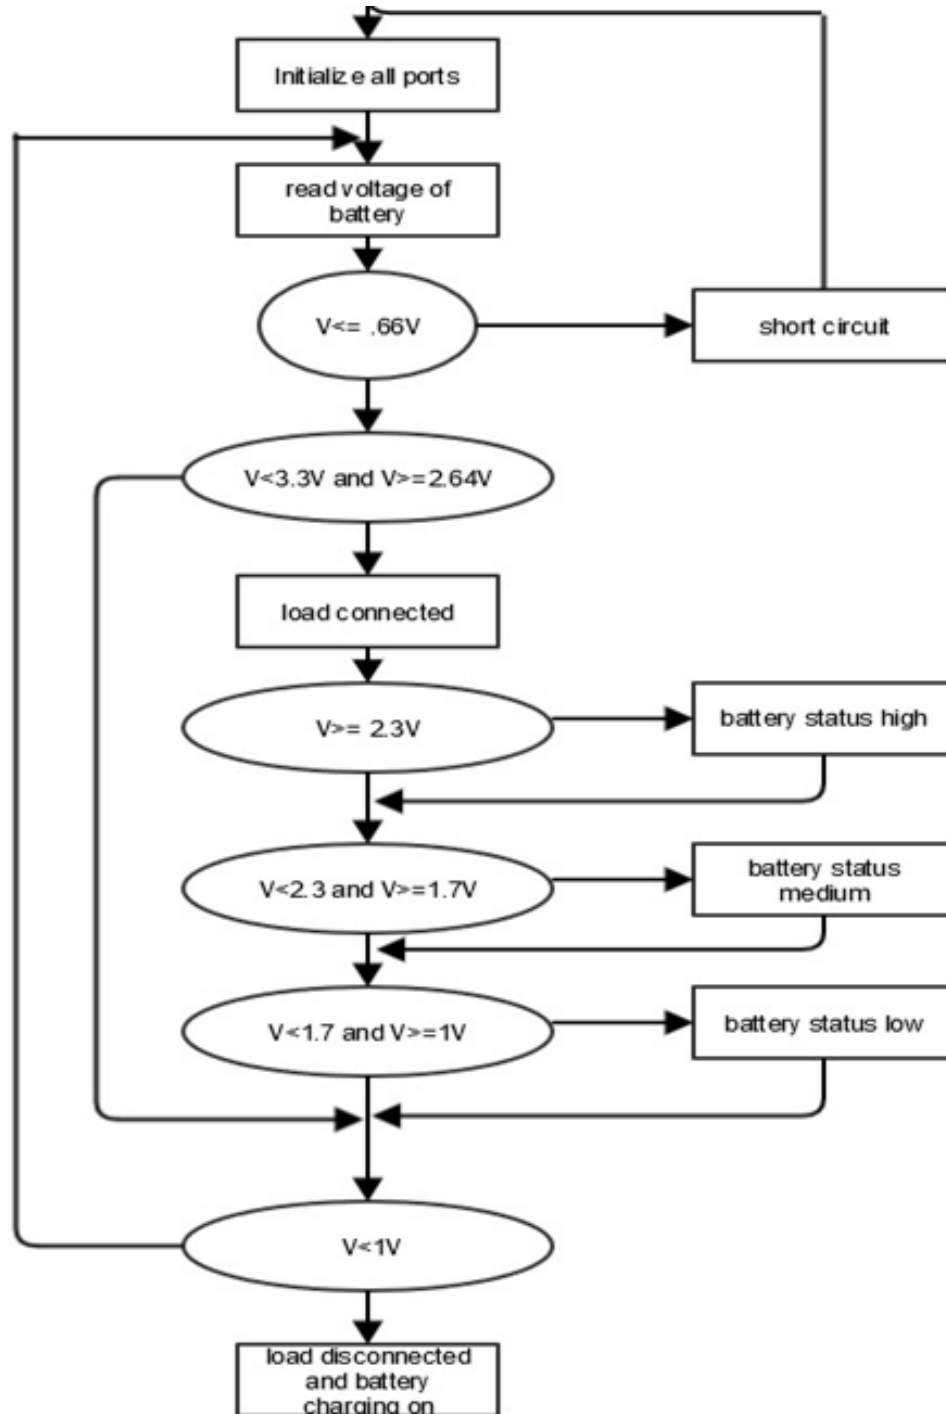 Initialize all ports
read voltage of
battery
V<= .66V
short circuit
V<3.3V and V>=2.64V
load connected
V>= 2.3V
battery status high
V<2.3 and V>=1.7V
battery status
medium
V<1.7 and V>=1V
battery status low
V<1V
load disconnected
and battery
charging on